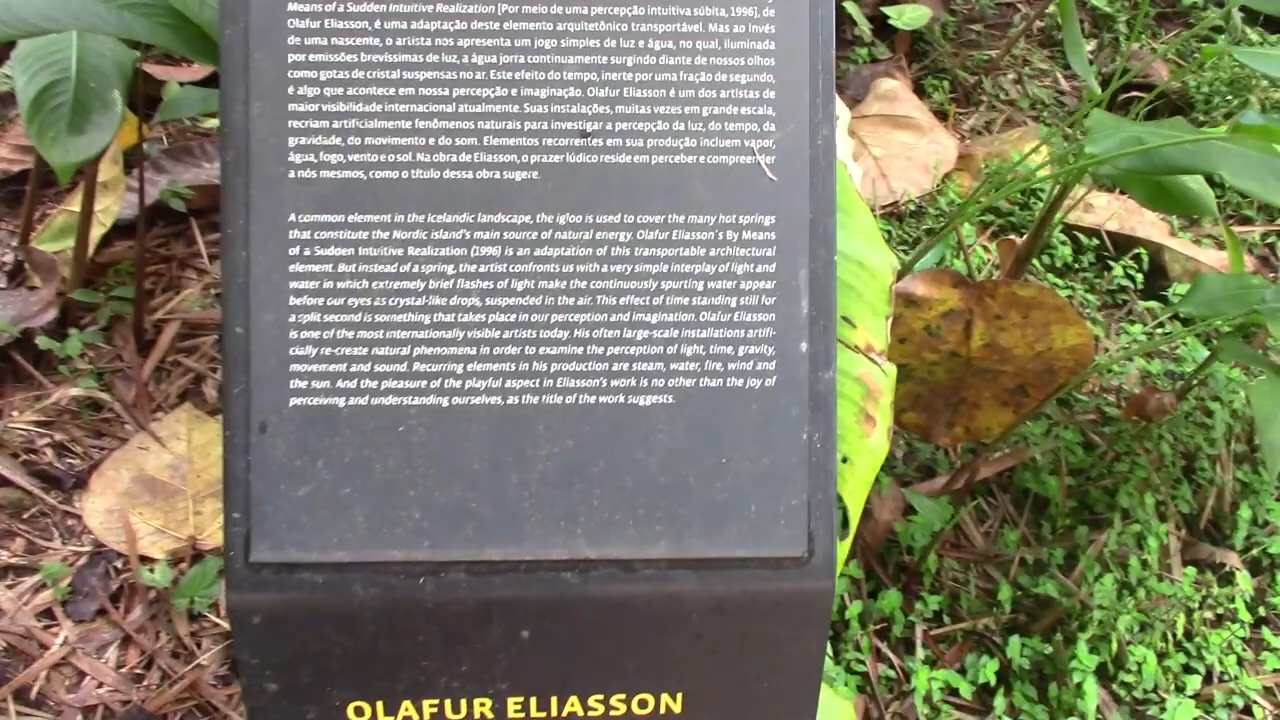 Means of a Sudden Intuitive Realization [Por meio de uma percepção intuitiva súbita, 1996], de
Olafur Eliasson, é uma adaptação deste elemento arquitetônico transportável. Mas ao invés
de uma nascente, o artista nos apresenta um jogo simples de luz e água, no qual, iluminada
por emissões brevíssimas de luz, a água jorra continuamente surgindo diante de nossos olhos
como gotas de cristal suspensas no ar. Este efeito do tempo, inerte por uma fração de segundo,
é algo que acontece em nossa percepção e imaginação. Olafur Eliasson é um dos artistas de
maior visibilidade internacional atualmente. Suas instalações, muitas vezes em grande escala,
recriam artificialmente fenômenos naturais para investigar a percepção da luz, do tempo, da
gravidade, do movimento e do som. Elementos recorrentes em sua produção incluem vapor,
água, fogo, vento e o sol. Na obra de Eliasson, o prazer lúdico reside em perceber e compreender
a nós mesmos, como o título dessa obra sugere.
A common element in the Icelandic landscape, the igloo is used to cover the many hot springs
that constitute the Nordic island's main source of natural energy. Olafur Eliasson´s By Means
of a Sudden Intuitive Realization (1996) is an adaptation of this transportable architectural
element. But instead of a spring, the artist confronts us with a very simple interplay of light and
water in which extremely brief flashes of light make the continuously spurting water appear
before our eyes as crystal-like drops, suspended in the air. This effect of time standing still for
a split second is something that takes place in our perception and imagination. Olafur Eliasson
is one of the most internationally visible artists today. His often large-scale installations artifi-
cially re-create natural phenomena in order to examine the perception of light, time, gravity,
movement and sound. Recurring elements in his production are steam, water, fire, wind and
the sun. And the pleasure of the playful aspect in Eliasson's work is no other than the joy of
perceiving and understanding ourselves, as the title of the work suggests.
OLAFUR ELIASSON